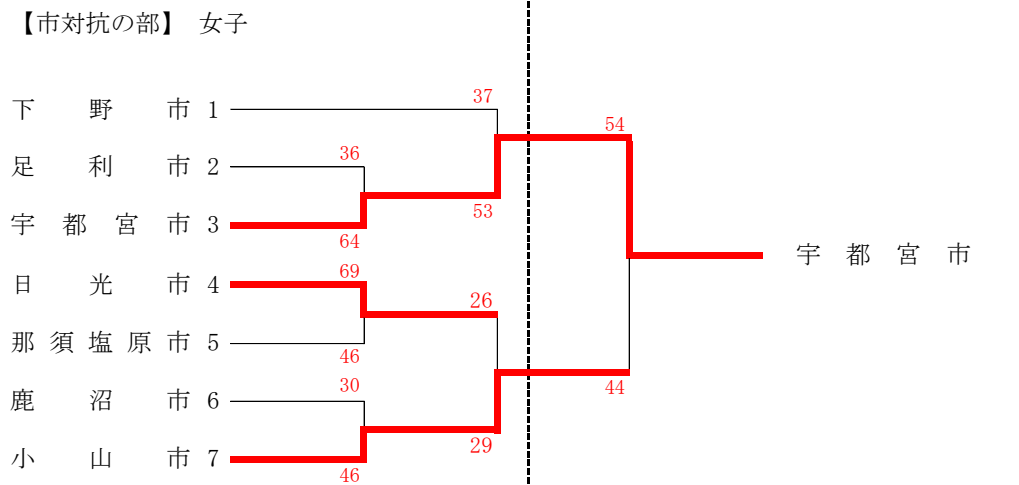 【市対抗の部】 女子
37
下野市 1
54
36
足利市 2
53
宇都宮市 3
64
宇都宮市
69
日光市 4
26
那須塩原市 5
46
30
44
鹿沼市 6
29
小山市 7
46